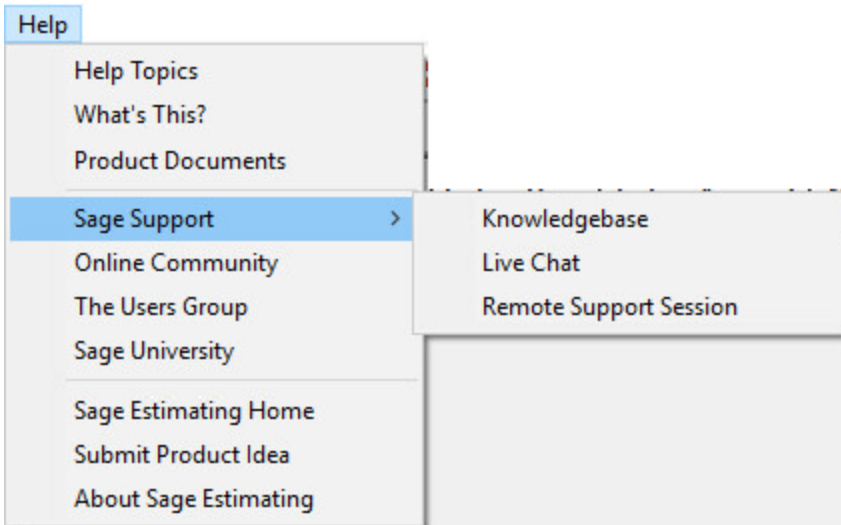 Help
Help Topics
What's This?
Product Documents
Sage Support
Knowledgebase
Live Chat
Remote Support Session
Online Community
The Users Group
Sage University
Sage Estimating Home
Submit Product Idea
About Sage Estimating